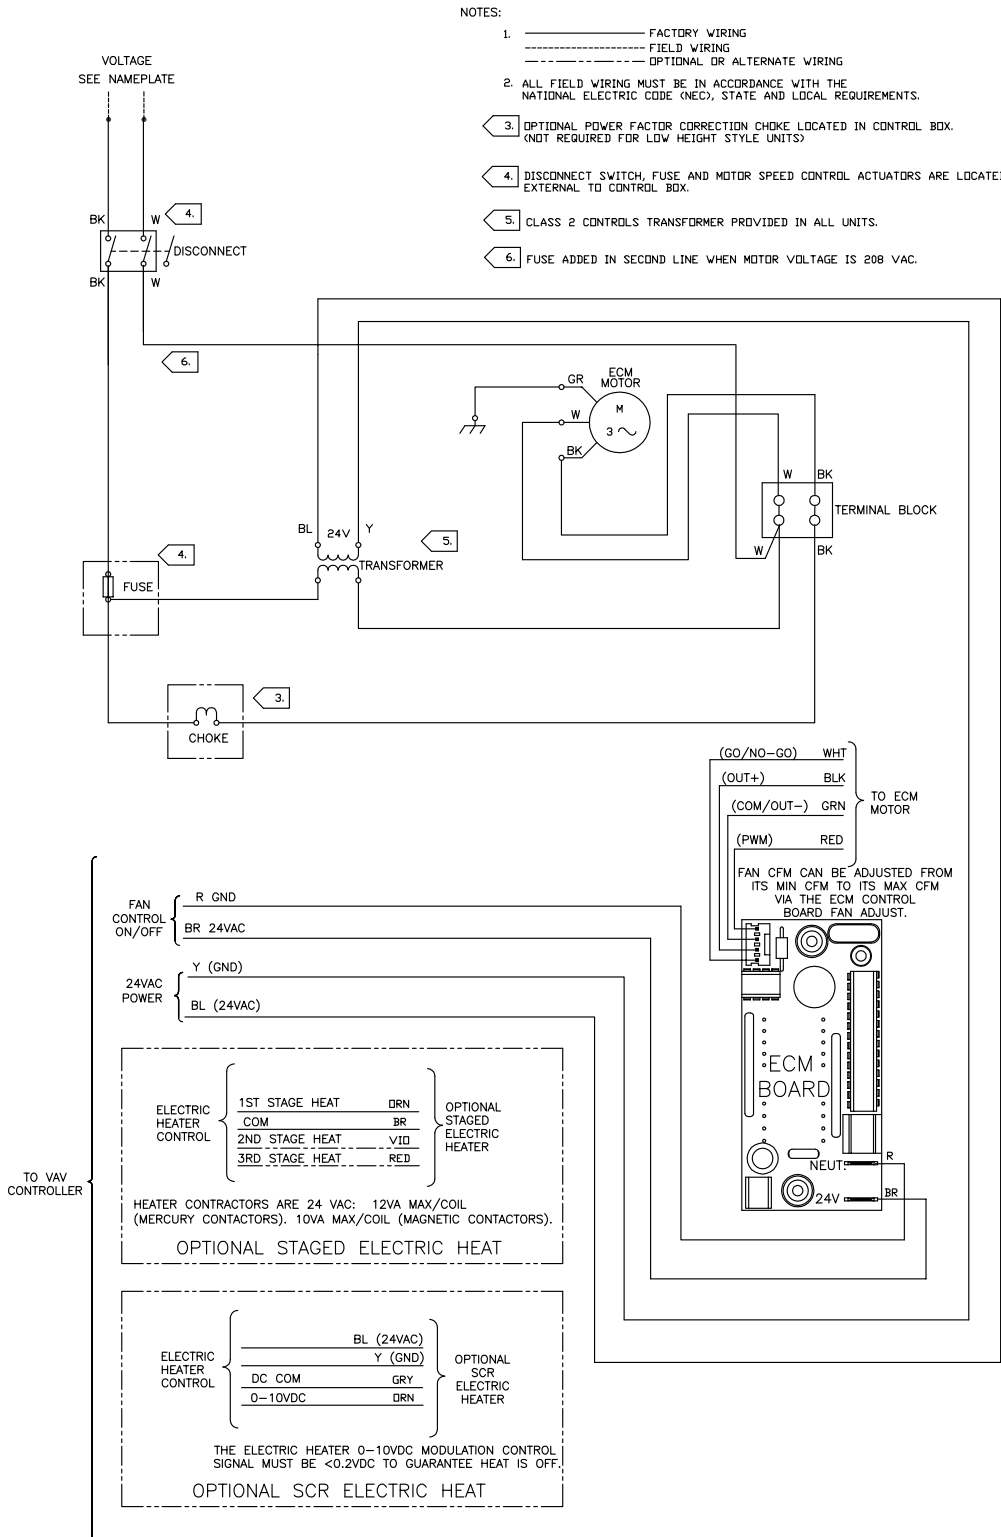 NOTES:
1. FACTORY WIRING
FIELD WIRING
OPTIONAL OR ALTERNATE WIRING
2. ALL FIELD WIRING MUST BE IN ACCORDANCE WITH THE
NATIONAL ELECTRIC CODE (NEC), STATE AND LOCAL REQUIREMENTS.
3. OPTIONAL POWER FACTOR CORRECTION CHOKE LOCATED IN CONTROL BOX.
(NOT REQUIRED FOR LOW HEIGHT STYLE UNITS)
4. DISCONNECT SWITCH, FUSE AND MOTOR SPEED CONTROL ACTUATORS ARE LOCATE
EXTERNAL TO CONTROL BOX.
5. CLASS 2 CONTROLS TRANSFORMER PROVIDED IN ALL UNITS.
6. FUSE ADDED IN SECOND LINE WHEN MOTOR VOLTAGE IS 208 VAC.
VOLTAGE
SEE NAMEPLATE
BK W 4.
DISCONNECT
BK W
6.
ECM
MOTOR
GR
W
BK
M
3
W BK
TERMINAL BLOCK
W BK
BL 24V Y
5.
TRANSFORMER
4.
FUSE
3.
CHOKE
(GO/NO-GO) WHT
(OUT+) BLK
(COM/OUT-) GRN
(PWM) RED
TO ECM
MOTOR
FAN CFM CAN BE ADJUSTED FROM
ITS MIN CFM TO ITS MAX CFM
VIA THE ECM CONTROL
BOARD FAN ADJUST.
FAN
CONTROL
ON/OFF
R GND
BR 24VAC
24VAC
POWER
Y (GND)
BL (24VAC)
ECM
BOARD
NEUT. R
24V BR
TO VAV
CONTROLLER
ELECTRIC
HEATER
CONTROL
1ST STAGE HEAT ORN
COM BR
2ND STAGE HEAT VIO
3RD STAGE HEAT RED
OPTIONAL
STAGED
ELECTRIC
HEATER
HEATER CONTRACTORS ARE 24 VAC: 12VA MAX/COIL
(MERCURY CONTACTORS). 10VA MAX/COIL (MAGNETIC CONTACTORS).
OPTIONAL STAGED ELECTRIC HEAT
ELECTRIC
HEATER
CONTROL
BL (24VAC)
Y (GND)
DC COM GRY
0-10VDC ORN
OPTIONAL
SCR
ELECTRIC
HEATER
THE ELECTRIC HEATER 0-10VDC MODULATION CONTROL
SIGNAL MUST BE <0.2VDC TO GUARANTEE HEAT IS OFF.
OPTIONAL SCR ELECTRIC HEAT